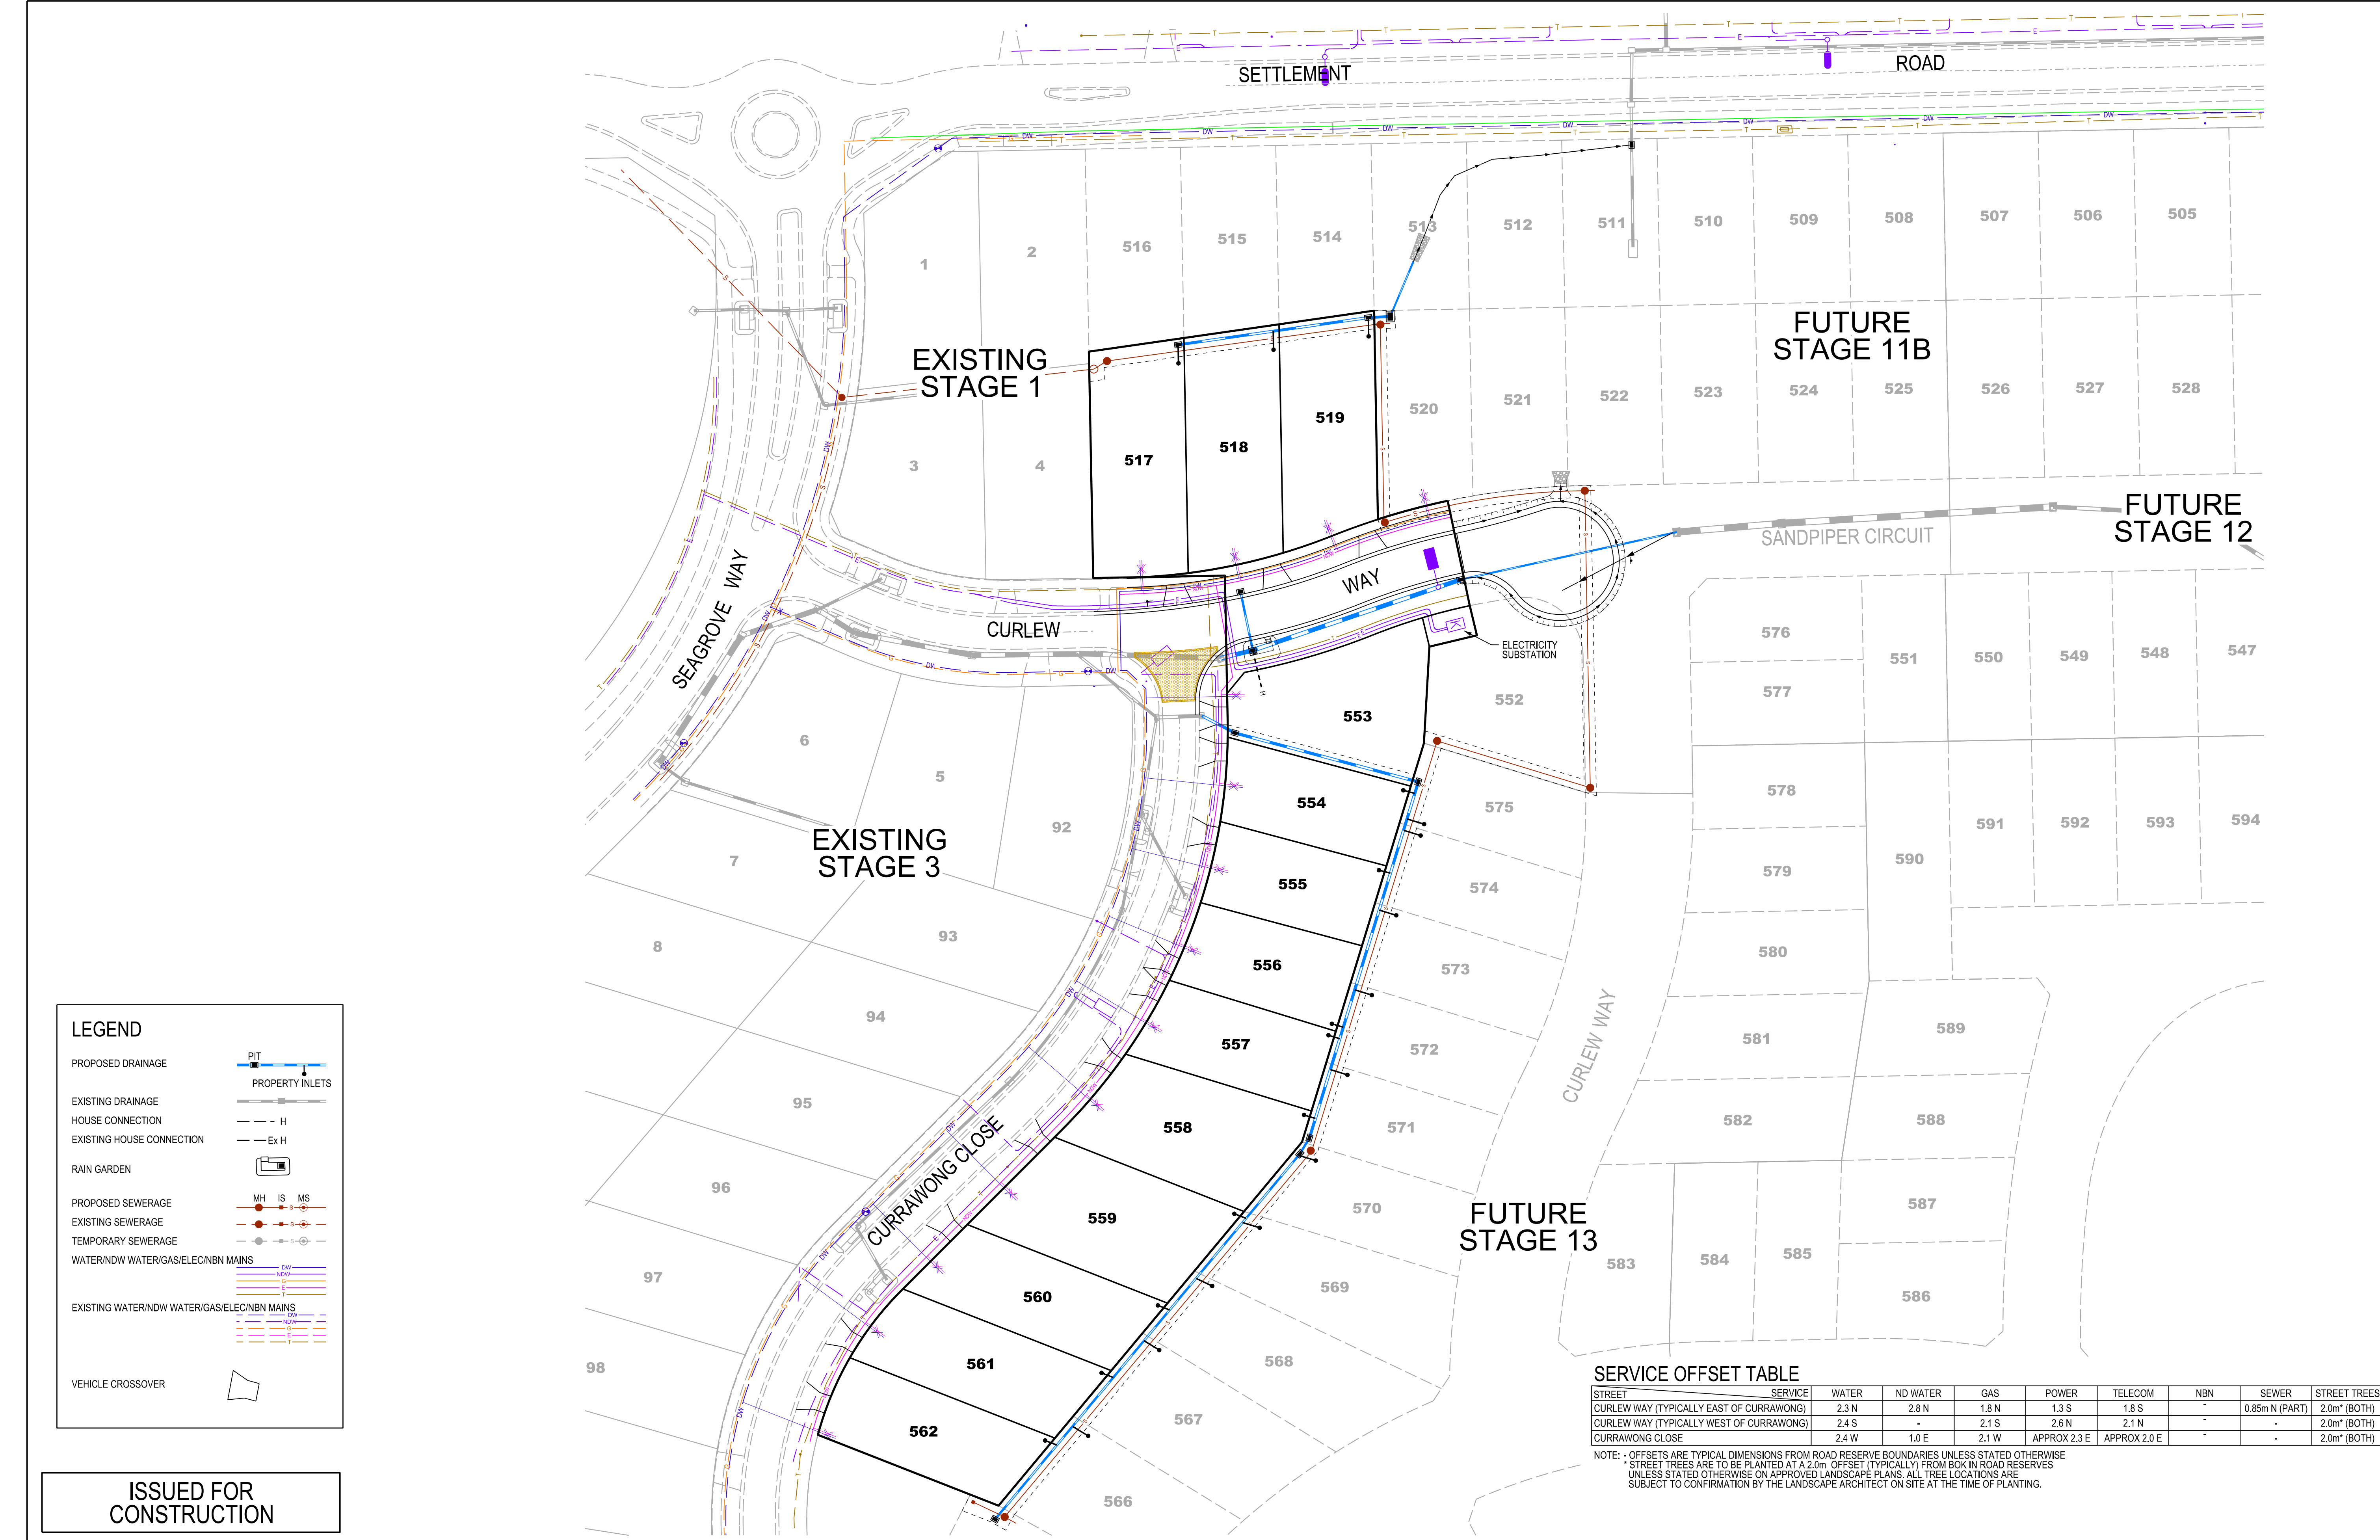 SETTLEMENT ROAD
1
2
516
515
514
513
512
511
510
509
508
507
506
505
EXISTING
STAGE 1
FUTURE
STAGE 11B
3
4
517
518
519
520
521
522
523
524
525
526
527
528
FUTURE
STAGE 12
SANDPIPER CIRCUIT
SEAGROVE WAY
CURLEW WAY
ELECTRICITY
SUBSTATION
H
576
577
551
550
549
548
547
552
553
6
5
92
7
EXISTING
STAGE 3
554
575
578
591
592
593
594
555
574
579
590
8
93
556
573
580
94
557
572
581
589
CURLEW WAY
95
558
571
582
588
CURRAWONG CLOSE
96
559
570
587
FUTURE
STAGE 13
97
560
569
583
584
585
586
98
561
568
562
567
566
LEGEND
PROPOSED DRAINAGE
PIT
PROPERTY INLETS
EXISTING DRAINAGE
HOUSE CONNECTION H
EXISTING HOUSE CONNECTION Ex H
RAIN GARDEN
PROPOSED SEWERAGE MH IS MS
S
EXISTING SEWERAGE S
TEMPORARY SEWERAGE S
WATER/NDW WATER/GAS/ELEC/NBN MAINS
DW
NDW
G
E
T
EXISTING WATER/NDW WATER/GAS/ELEC/NBN MAINS
DW
NDW
G
E
T
VEHICLE CROSSOVER
ISSUED FOR
CONSTRUCTION
SERVICE OFFSET TABLE
STREET SERVICE WATER ND WATER GAS POWER TELECOM NBN SEWER STREET TREES
CURLEW WAY (TYPICALLY EAST OF CURRAWONG) 2.3 N 2.8 N 1.8 N 1.3 S 1.8 S - 0.85m N (PART) 2.0m* (BOTH)
CURLEW WAY (TYPICALLY WEST OF CURRAWONG) 2.4 S - 2.1 S 2.6 N 2.1 N - - 2.0m* (BOTH)
CURRAWONG CLOSE 2.4 W 1.0 E 2.1 W APPROX 2.3 E APPROX 2.0 E - - 2.0m* (BOTH)
NOTE: - OFFSETS ARE TYPICAL DIMENSIONS FROM ROAD RESERVE BOUNDARIES UNLESS STATED OTHERWISE
* STREET TREES ARE TO BE PLANTED AT A 2.0m OFFSET (TYPICALLY) FROM BOK IN ROAD RESERVES
UNLESS STATED OTHERWISE ON APPROVED LANDSCAPE PLANS. ALL TREE LOCATIONS ARE
SUBJECT TO CONFIRMATION BY THE LANDSCAPE ARCHITECT ON SITE AT THE TIME OF PLANTING.